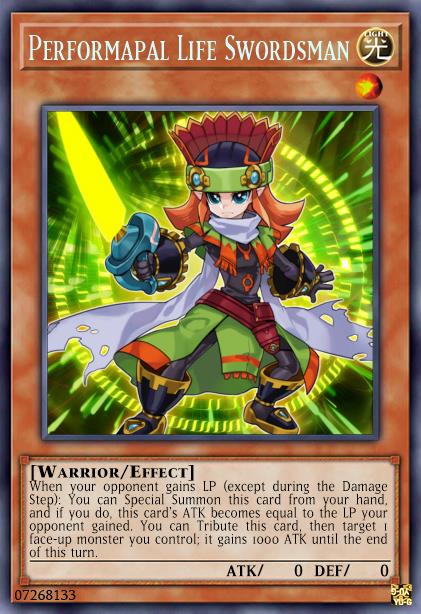 Performapal Life Swordsman
LIGHT
光
[Warrior/Effect]
When your opponent gains LP (except during the Damage
Step): You can Special Summon this card from your hand,
and if you do, this card's ATK becomes equal to the LP your
opponent gained. You can Tribute this card, then target 1
face-up monster you control; it gains 1000 ATK until the end
of this turn.
ATK/ 0 DEF/ 0
07268133